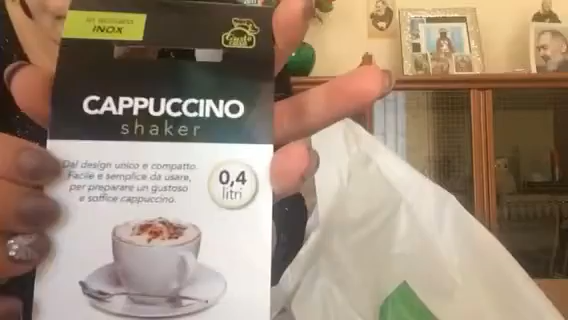 INOX
CAPPUCCINO
shaker
Dal design unico e compatto.
Facile e semplice da usare,
per preparare un gustoso
e soffice cappuccino.
0,4
litri